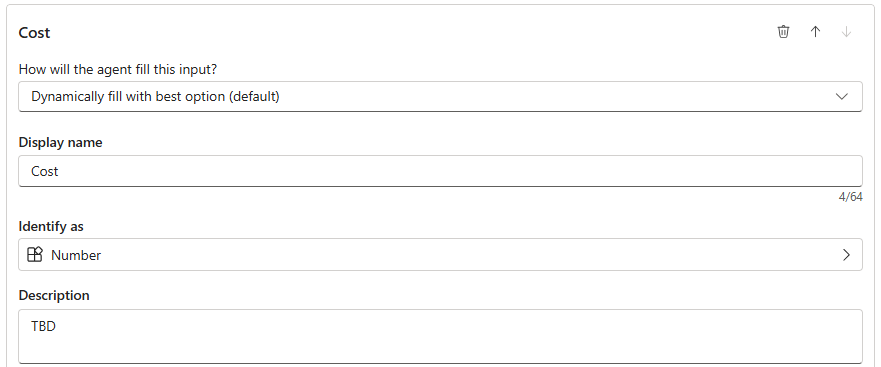 Cost
How will the agent fill this input?
Dynamically fill with best option (default)
Display name
Cost
4/64
Identify as
Number
Description
TBD